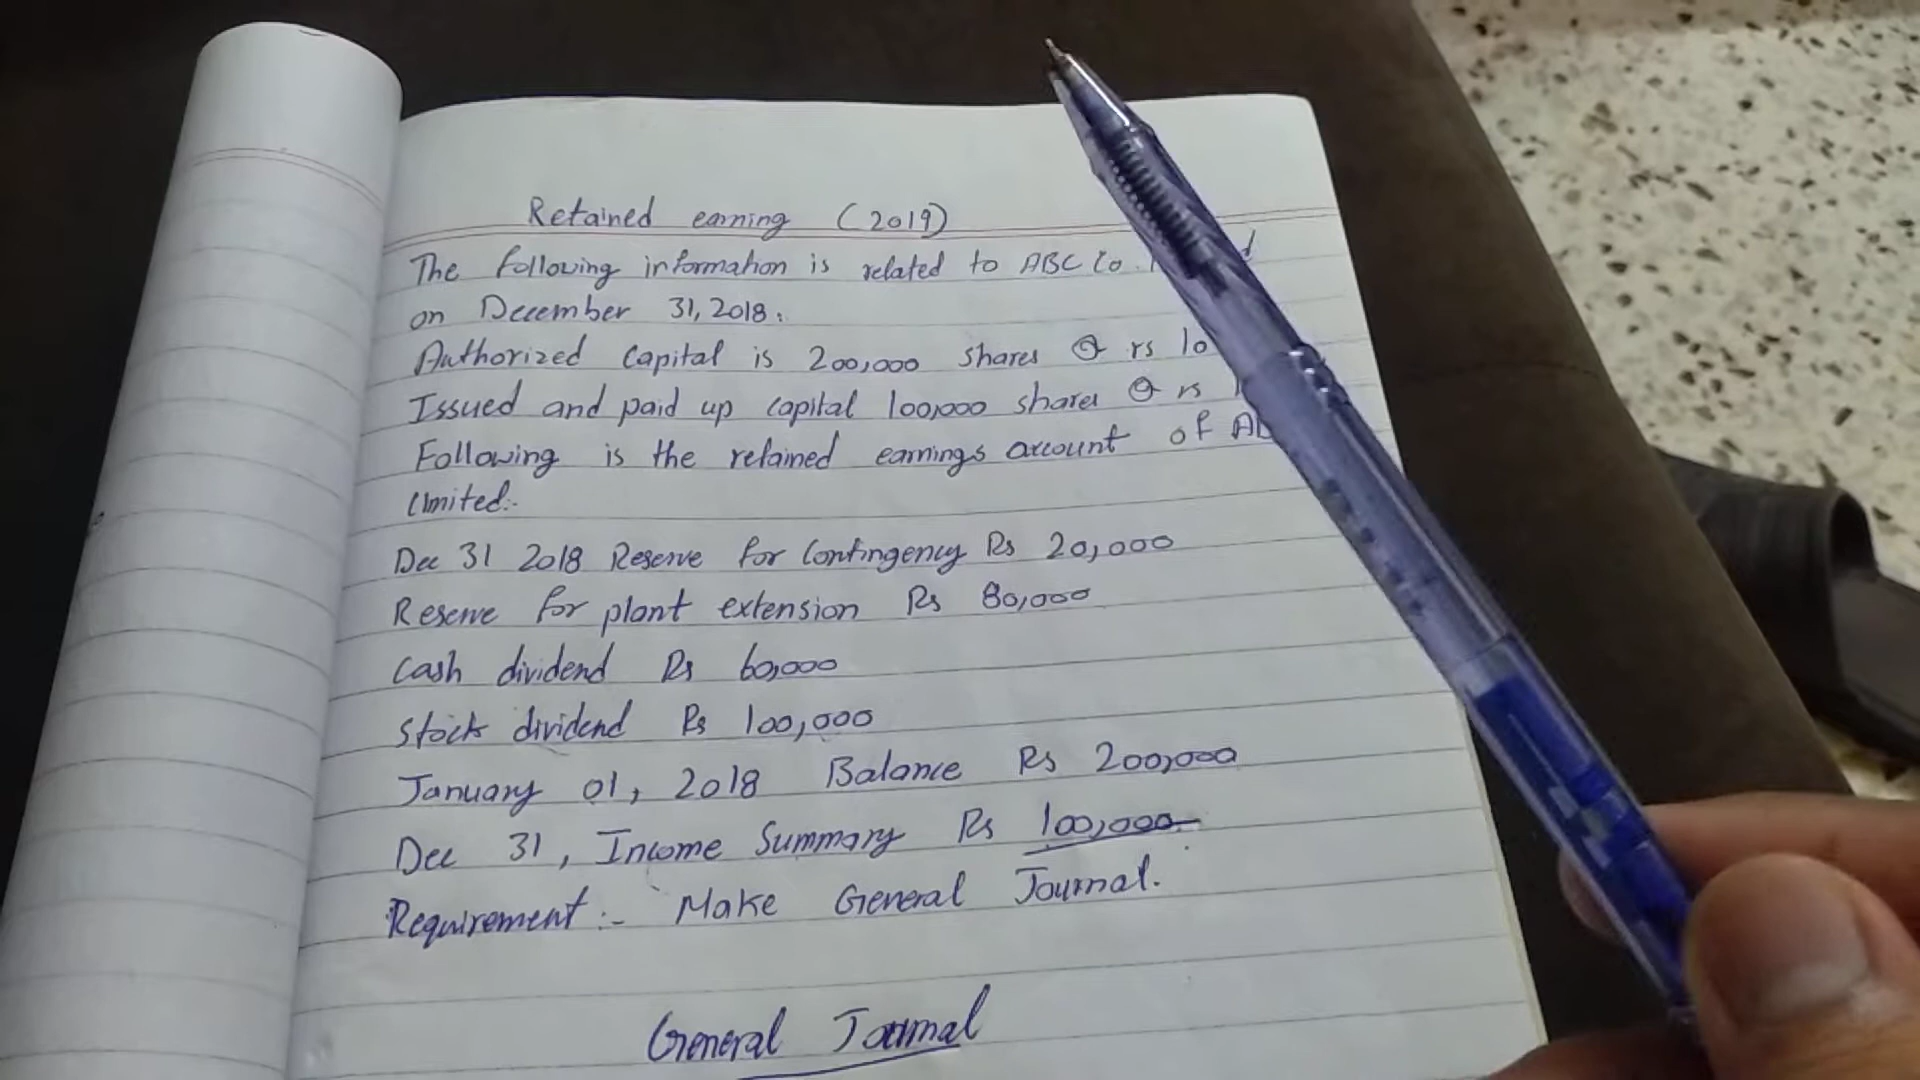 Retained earning (2019)
The following information is related to ABC Co.
on December 31, 2018:
Authorized Capital is 200,000 shares @ rs 10
Issued and paid up capital 100,000 shares @ rs
Following is the retained earnings account of
Limited:-
Dec 31 2018 Reserve for Contingency Rs 20,000
Reserve for plant extension Rs 80,000
Cash dividend Rs 60,000
Stock dividend Rs 100,000
January 01, 2018 Balance Rs 200,000
Dec 31, Income Summary Rs 100,000
Requirement:- Make General Journal.
General Journal